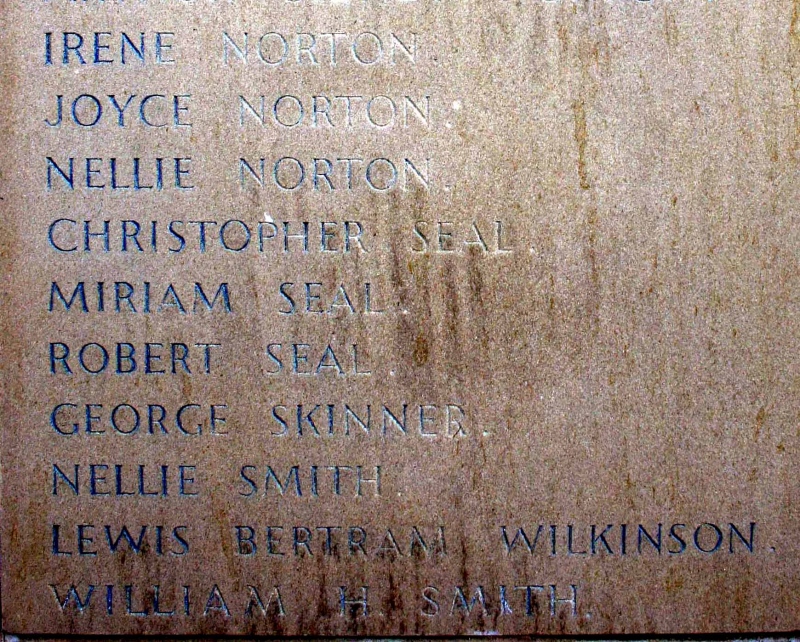 IRENE NORTON.
JOYCE NORTON.
NELLIE NORTON.
CHRISTOPHER SEAL.
MIRIAM SEAL.
ROBERT SEAL.
GEORGE SKINNER.
NELLIE SMITH.
LEWIS BERTRAM WILKINSON.
WILLIAM H SMITH.